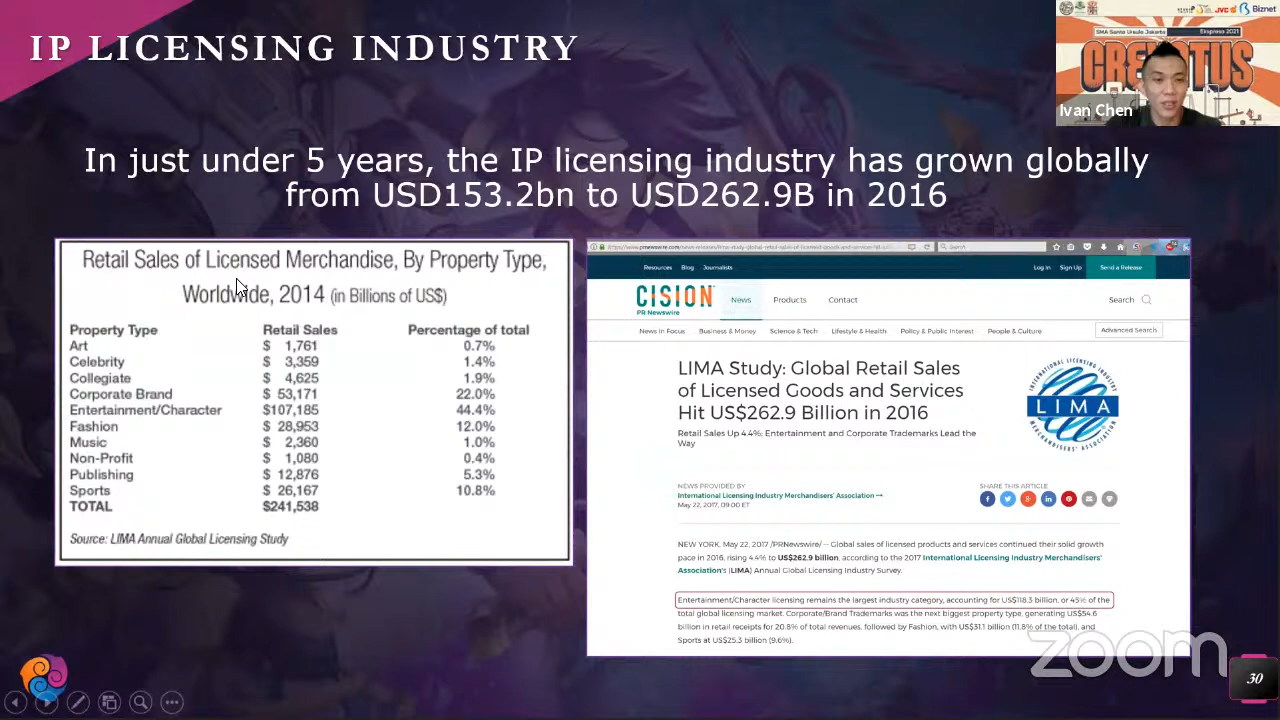 IP LICENSING INDUSTRY
SMA Santa Ursula Jakarta
Ekspresa 2021
JVC
Biznet
Ivan Chen
In just under 5 years, the IP licensing industry has grown globally
from USD153.2bn to USD262.9B in 2016
Retail Sales of Licensed Merchandise, By Property Type,
Worldwide, 2014 (in Billions of US$)
Property Type Retail Sales Percentage of total
Art $ 1,761 0.7%
Celebrity $ 3,359 1.4%
Collegiate $ 4,625 1.9%
Corporate Brand $ 53,171 22.0%
Entertainment/Character $107,185 44.4%
Fashion $ 28,953 12.0%
Music $ 2,360 1.0%
Non-Profit $ 1,080 0.4%
Publishing $ 12,876 5.3%
Sports $ 26,167 10.8%
TOTAL $241,538
Source: LIMA Annual Global Licensing Study
Search
Resources Blog Journalists Log in Sign Up Send a Release
CISION
PR Newswire
News Products Contact Search
News in Focus Business & Money Science & Tech Lifestyle & Health Policy & Public Interest People & Culture Advanced Search
LIMA Study: Global Retail Sales
of Licensed Goods and Services
Hit US$262.9 Billion in 2016
Retail Sales Up 4.4%; Entertainment and Corporate Trademarks Lead the
Way
INTERNATIONAL LICENSING INDUSTRY
LIMA
MERCHANDISERS' ASSOCIATION
NEWS PROVIDED BY
International Licensing Industry Merchandisers' Association →
May 22, 2017, 09:00 ET
SHARE THIS ARTICLE
NEW YORK, May 22, 2017 /PRNewswire/ -- Global sales of licensed products and services continued their solid growth
pace in 2016, rising 4.4% to US$262.9 billion, according to the 2017 International Licensing Industry Merchandisers'
Association's (LIMA) Annual Global Licensing Industry Survey.
Entertainment/Character licensing remains the largest industry category, accounting for US$118.3 billion, or 45% of the
total global licensing market. Corporate/Brand Trademarks was the next biggest property type, generating US$54.6
billion in retail receipts for 20.8% of total revenues, followed by Fashion, with US$31.1 billion (11.8% of the total), and
Sports at US$25.3 billion (9.6%).
zoom
30